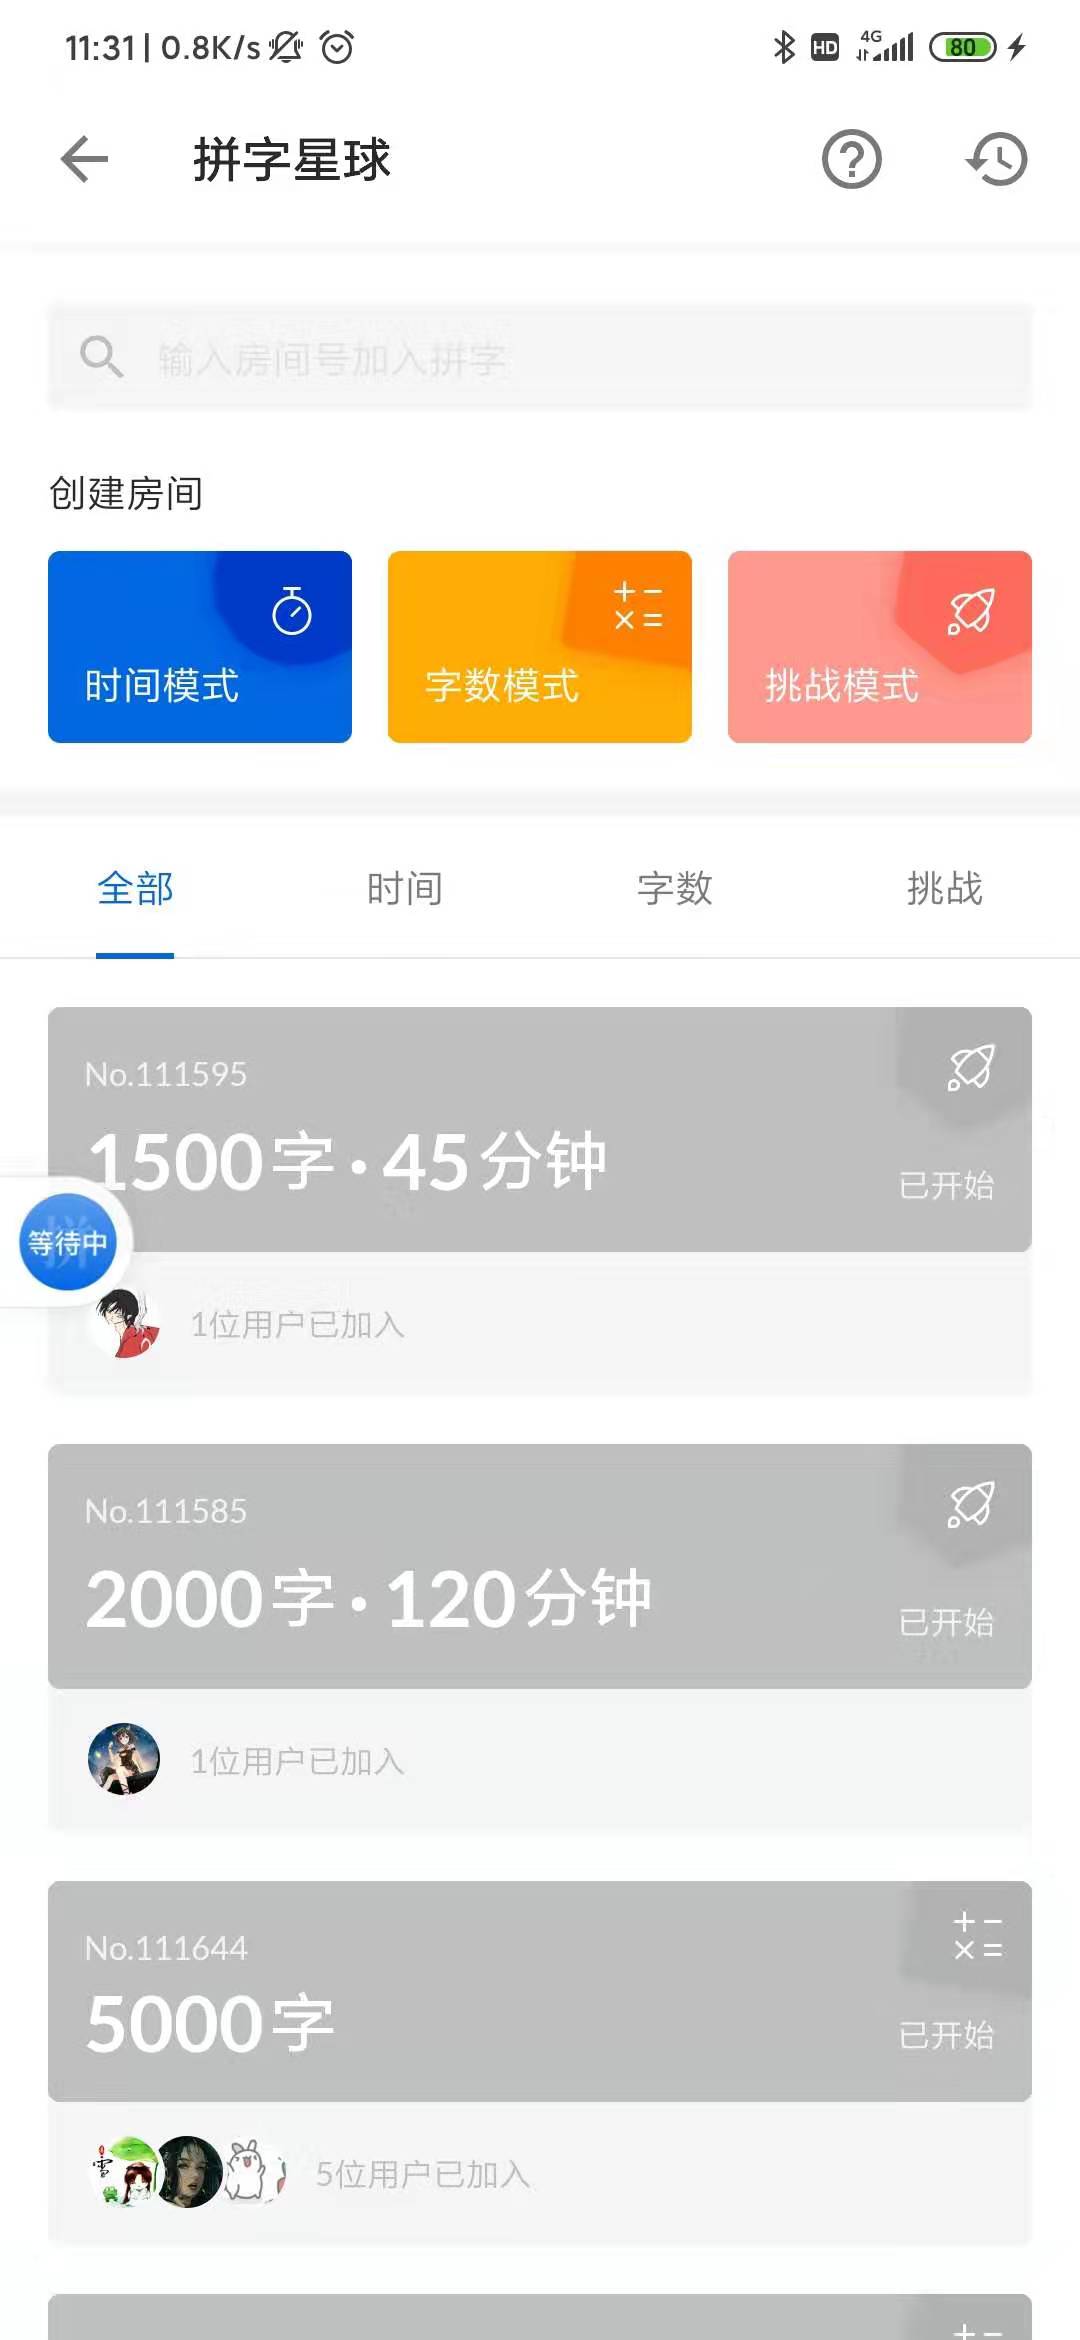 11:31 | 0.8K/s
HD 4G 80
拼字星球
输入房间号加入拼字
创建房间
时间模式
字数模式
挑战模式
全部
时间
字数
挑战
No.111595
1500字·45分钟
已开始
等待中
1位用户已加入
No.111585
2000字·120分钟
已开始
1位用户已加入
No.111644
5000字
已开始
5位用户已加入